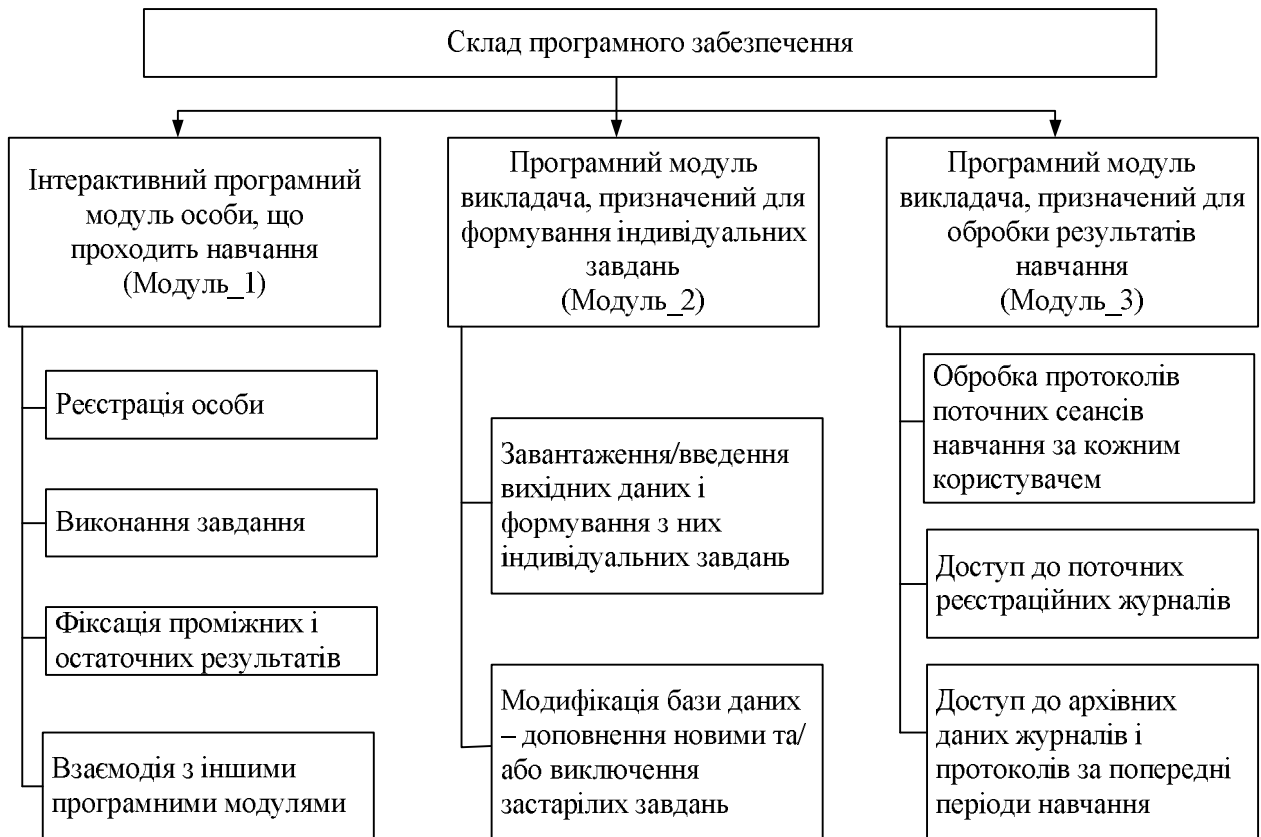 Склад програмного забезпечення
Інтерактивний програмний
модуль особи, що
проходить навчання
(Модуль_1)
Реєстрація особи
Виконання завдання
Фіксація проміжних і
остаточних результатів
Взаємодія з іншими
програмними модулями
Програмний модуль
викладача, призначений для
формування індивідуальних
завдань
(Модуль_2)
Завантаження/введення
вихідних даних і
формування з них
індивідуальних завдань
Модифікація бази даних
– доповнення новими та/
або виключення
застарілих завдань
Програмний модуль
викладача, призначений для
обробки результатів
навчання
(Модуль_3)
Обробка протоколів
поточних сеансів
навчання за кожним
користувачем
Доступ до поточних
реєстраційних журналів
Доступ до архівних
даних журналів і
протоколів за попередні
періоди навчання